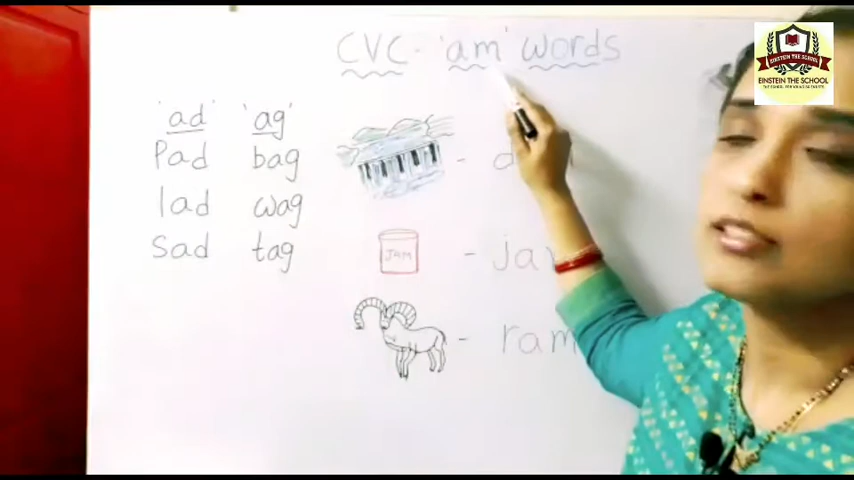 CVC - 'am' words
'ad' 'ag'
Pad bag
lad wag
sad tag
JAM
ram
EINSTEIN THE SCHOOL
EINSTEIN THE SCHOOL